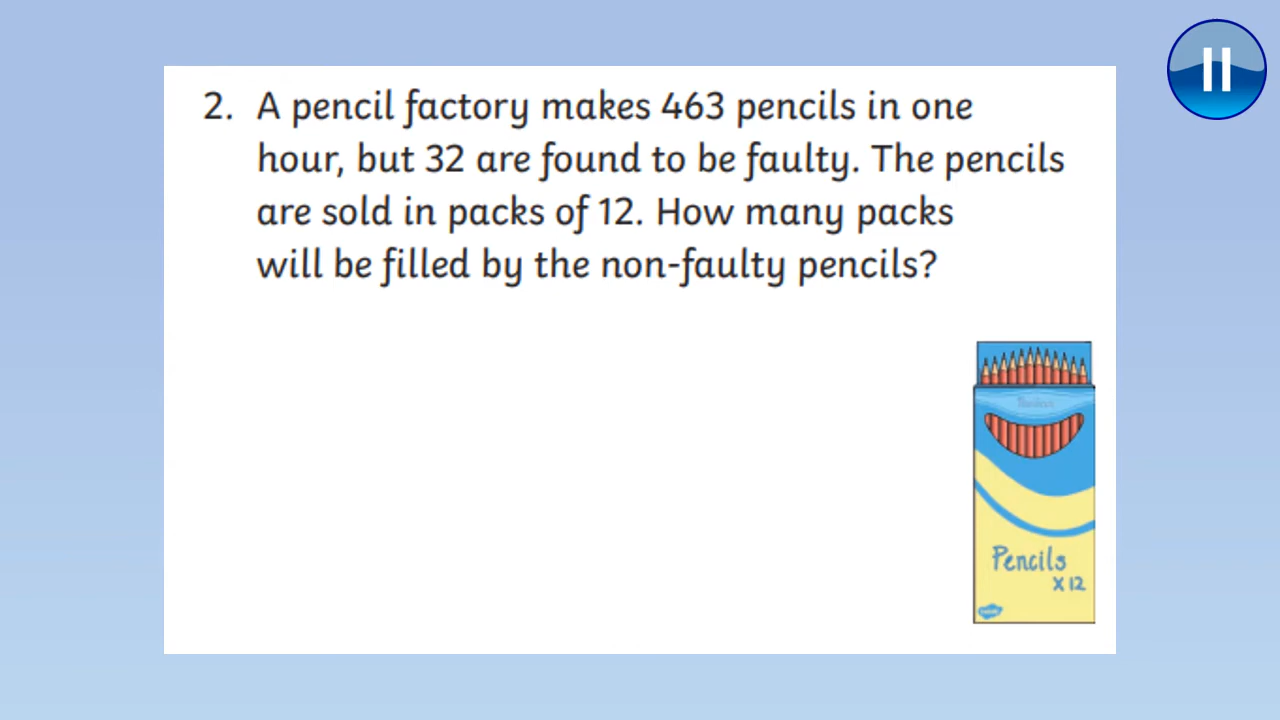 2. A pencil factory makes 463 pencils in one
hour, but 32 are found to be faulty. The pencils
are sold in packs of 12. How many packs
will be filled by the non-faulty pencils?
Pencils
X 12